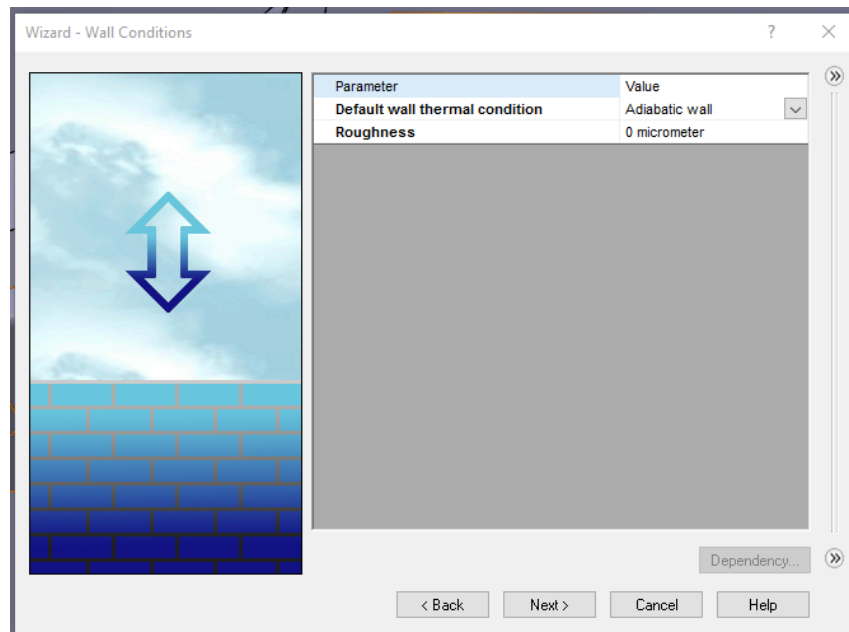 Wizard - Wall Conditions ?
Parameter Value
Default wall thermal condition Adiabatic wall
Roughness 0 micrometer
Dependency...
< Back Next > Cancel Help